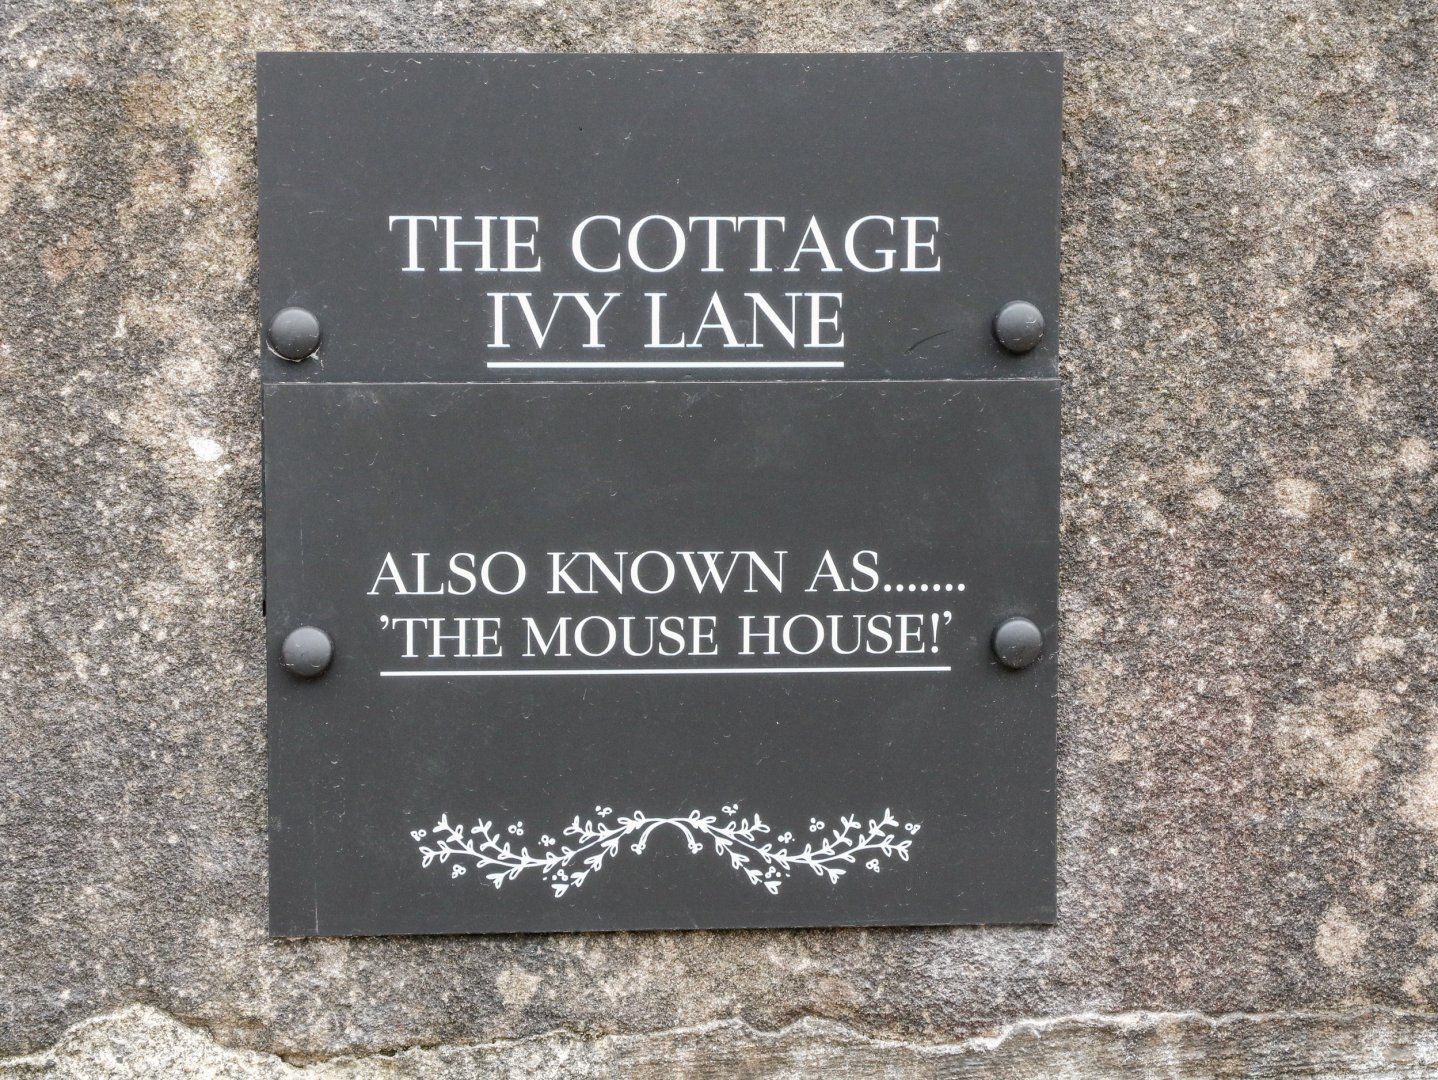 THE COTTAGE
IVY LANE
ALSO KNOWN AS.......
’THE MOUSE HOUSE!’